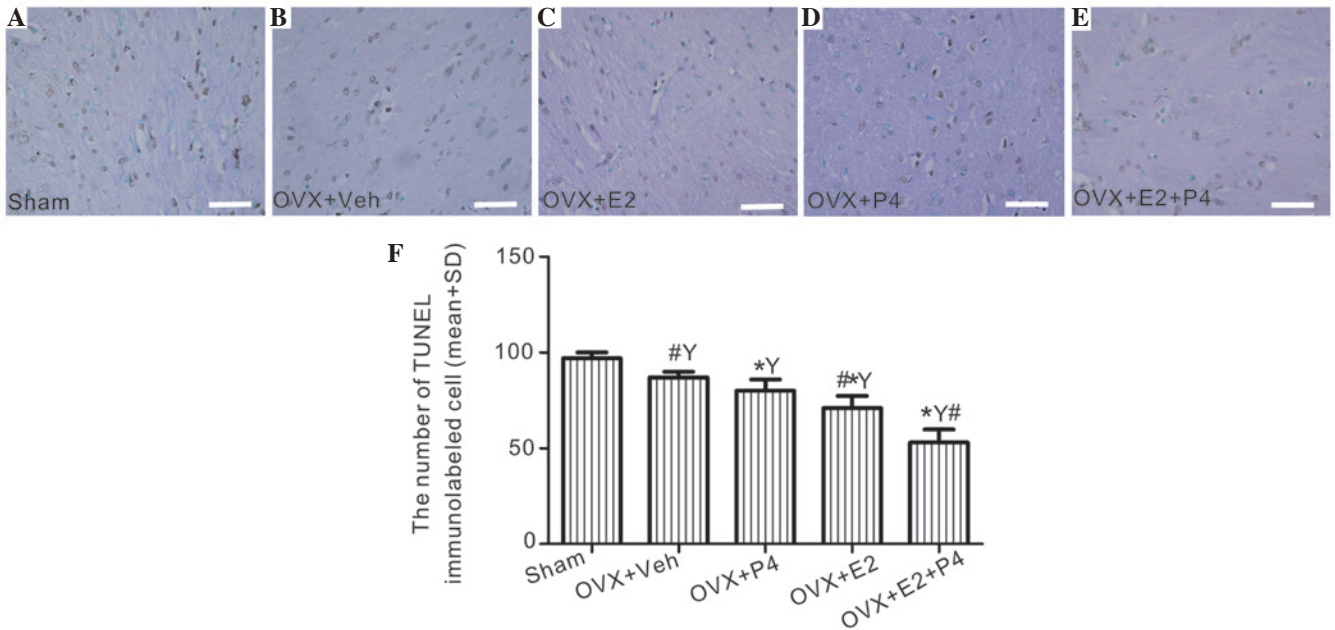 A
B
C
D
E
Sham
OVX+Veh
OVX+E2
OVX+P4
OVX+E2+P4
F
The number of TUNEL
immunolabeled cell (mean+SD)
150
100
50
0
#Y
*Y
#*Y
*Y#
Sham
OVX+Veh
OVX+P4
OVX+E2
OVX+E2+P4